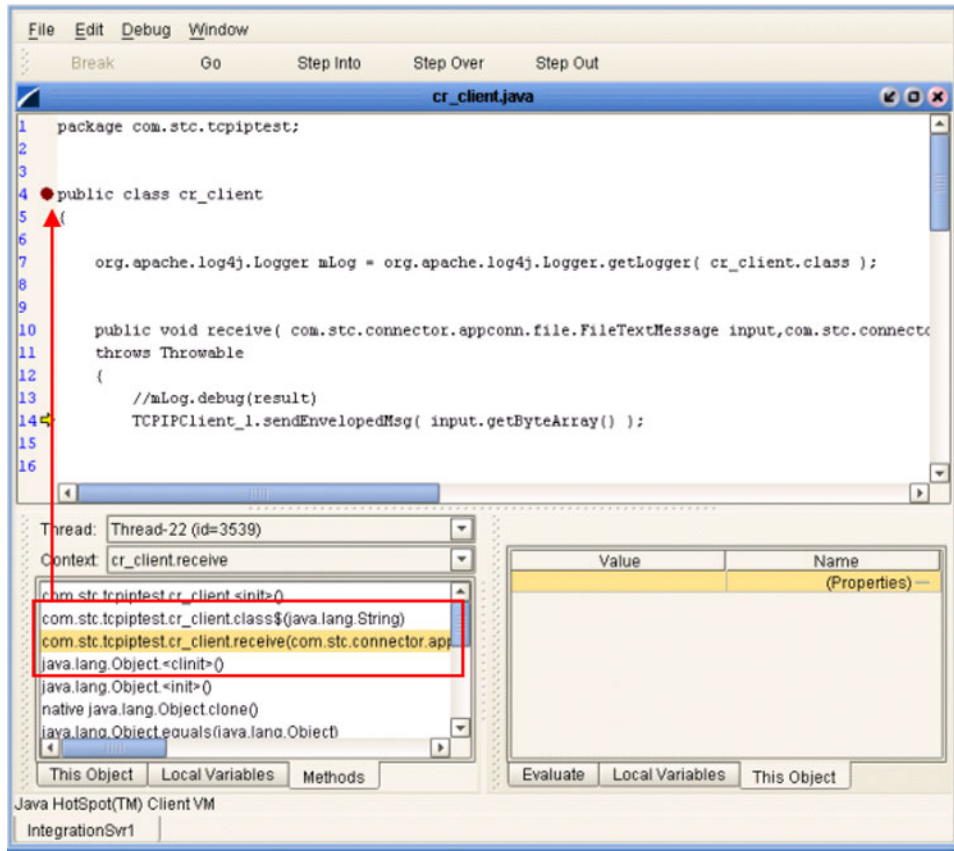 File Edit Debug Window
Break Go Step Into Step Over Step Out
cr_client.java
1 package com.stc.tcpiptest;
2
3
4 public class cr_client
5 {
6
7 org.apache.log4j.Logger mLog = org.apache.log4j.Logger.getLogger( cr_client.class );
8
9
10 public void receive( com.stc.connector.appconn.file.FileTextMessage input,com.stc.connecto
11 throws Throwable
12 {
13 //mLog.debug(result)
14 TCPIPClient_1.sendEnvelopedMsg( input.getByteArray() );
15
16
Thread: Thread-22 (id=3539)
Context: cr_client.receive
com.stc.tcpiptest.cr_client.<init>()
com.stc.tcpiptest.cr_client.class$(java.lang.String)
com.stc.tcpiptest.cr_client.receive(com.stc.connector.app
java.lang.Object.<clinit>()
java.lang.Object.<init>()
native java.lang.Object.clone()
java.lang.Object.equals(java.lang.Object)
This Object Local Variables Methods
Value Name
(Properties)
Evaluate Local Variables This Object
Java HotSpot(TM) Client VM
IntegrationSvr1